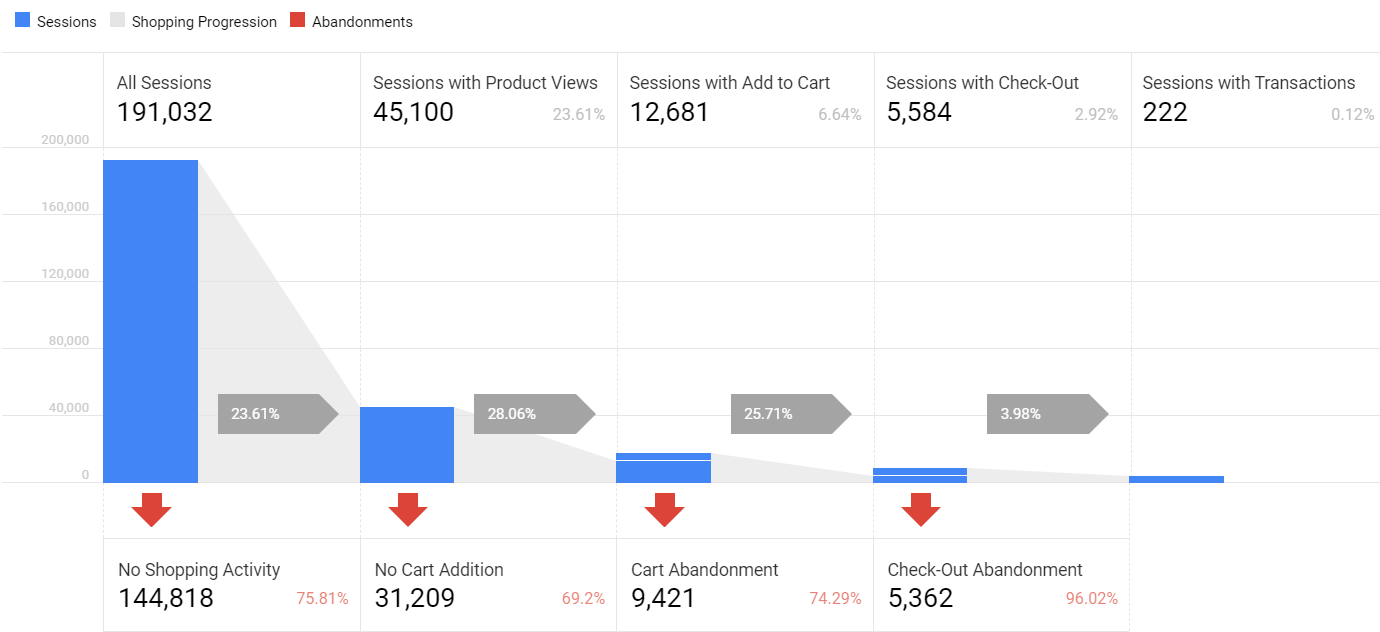 Sessions Shopping Progression Abandonments
All Sessions Sessions with Product Views Sessions with Add to Cart Sessions with Check-Out Sessions with Transactions
191,032 45,100 23.61% 12,681 6.64% 5,584 2.92% 222 0.12%
200,000
160,000
120,000
80,000
40,000
23.61% 28.06% 25.71% 3.98%
0
No Shopping Activity No Cart Addition Cart Abandonment Check-Out Abandonment
144,818 75.81% 31,209 69.2% 9,421 74.29% 5,362 96.02%